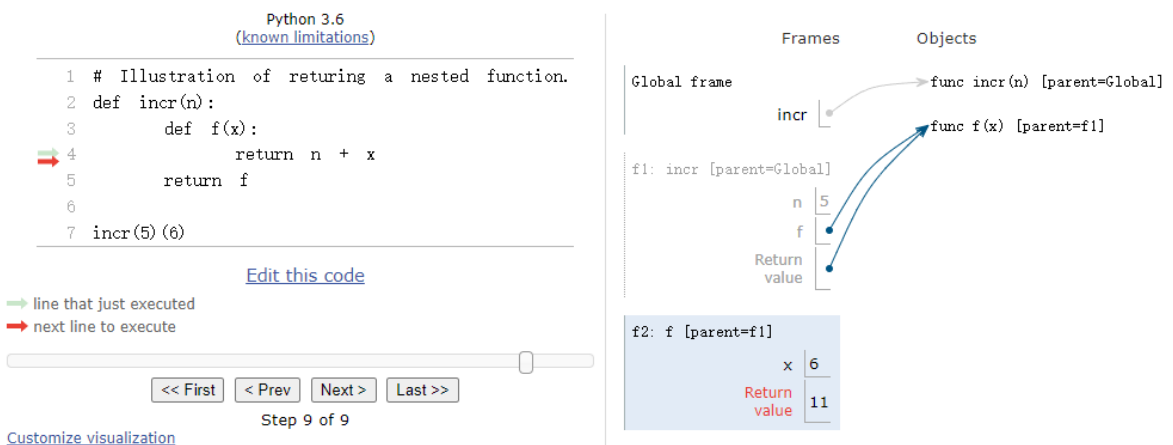 Python 3.6
(known limitations)
1 # Illustration of returing a nested function.
2 def incr(n):
3 def f(x):
4 return n + x
5 return f
6
7 incr(5)(6)
Edit this code
line that just executed
next line to execute
<< First < Prev Next > Last >>
Step 9 of 9
Customize visualization
Frames Objects
Global frame
incr
func incr(n) [parent=Global]
func f(x) [parent=f1]
f1: incr [parent=Global]
n 5
f
Return
value
f2: f [parent=f1]
x 6
Return
value 11